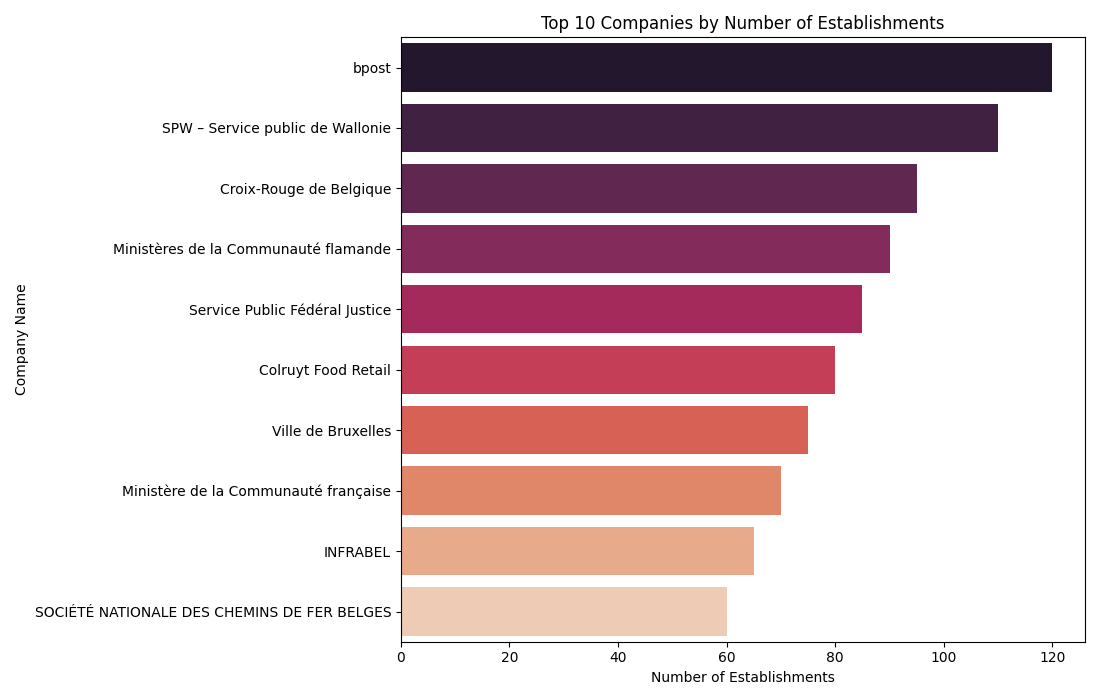 Top 10 Companies by Number of Establishments
Company Name
bpost
SPW – Service public de Wallonie
Croix-Rouge de Belgique
Ministères de la Communauté flamande
Service Public Fédéral Justice
Colruyt Food Retail
Ville de Bruxelles
Ministère de la Communauté française
INFRABEL
SOCIÉTÉ NATIONALE DES CHEMINS DE FER BELGES
0 20 40 60 80 100 120
Number of Establishments